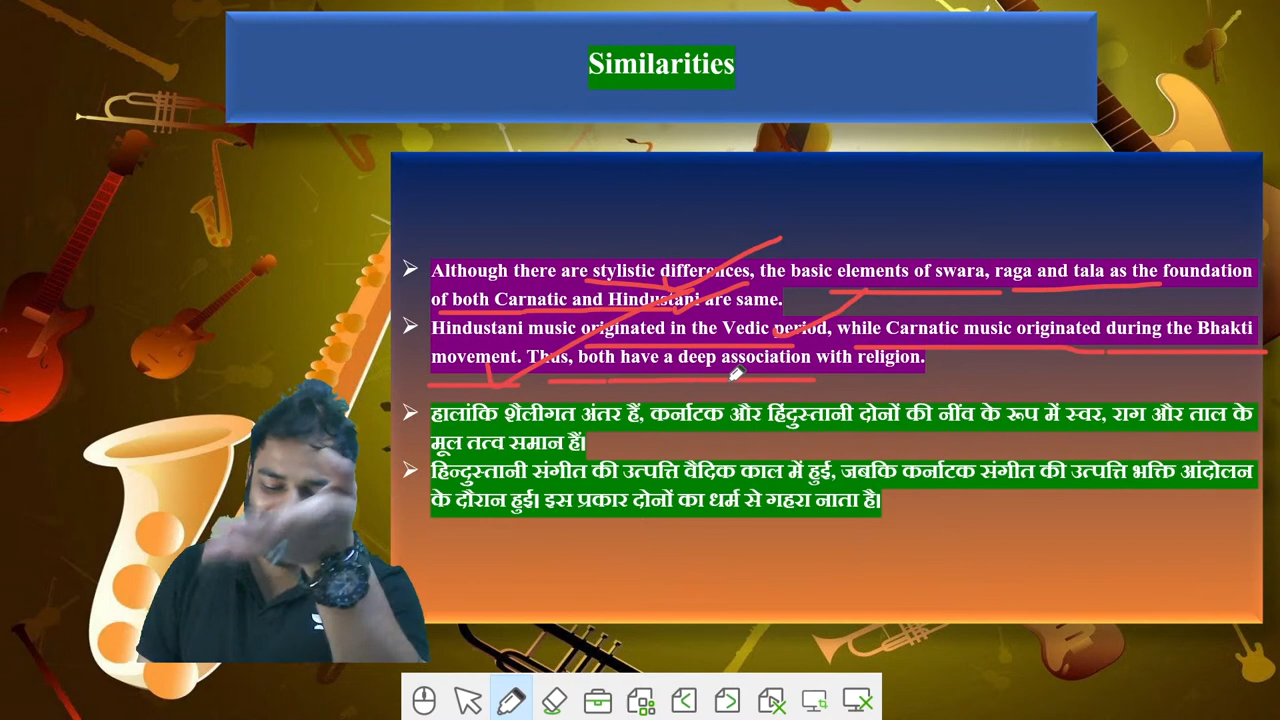 Similarities
Although there are stylistic differences, the basic elements of swara, raga and tala as the foundation
of both Carnatic and Hindustani are same.
Hindustani music originated in the Vedic period, while Carnatic music originated during the Bhakti
movement. Thus, both have a deep association with religion.
हालांकि शैलीगत अंतर हैं, कर्नाटक और हिंदुस्तानी दोनों की नींव के रूप में स्वर, राग और ताल के
मूल तत्व समान हैं।
हिन्दुस्तानी संगीत की उत्पत्ति वैदिक काल में हुई, जबकि कर्नाटक संगीत की उत्पत्ति भक्ति आंदोलन
के दौरान हुई। इस प्रकार दोनों का धर्म से गहरा नाता है।